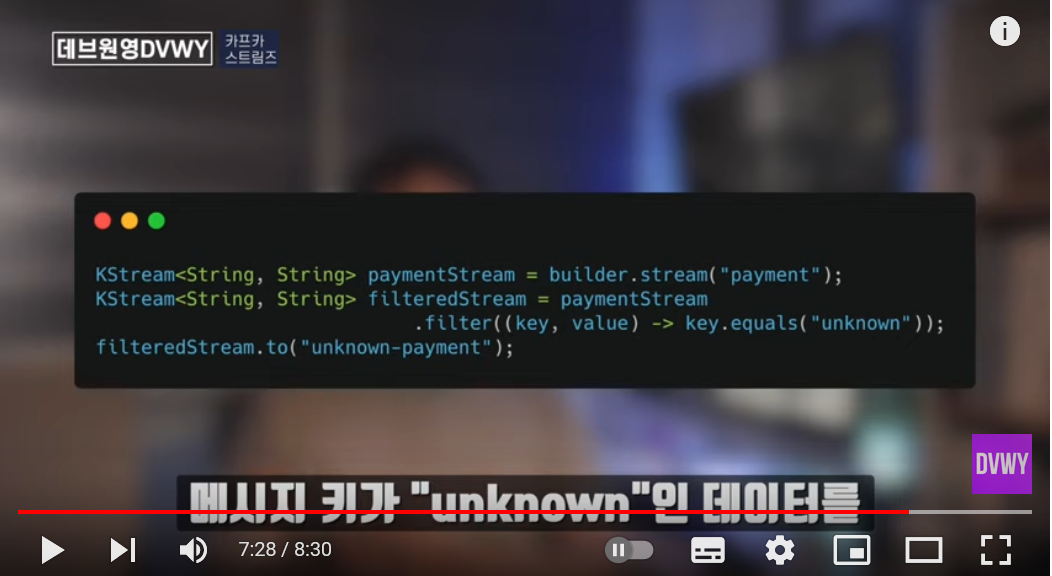 데브원영DVWY
카프카
스트림즈
i
KStream<String, String> paymentStream = builder.stream("payment");
KStream<String, String> filteredStream = paymentStream
.filter((key, value) -> key.equals("unknown"));
filteredStream.to("unknown-payment");
DVWY
메시지 키가 "unknown"인 데이터를
7:28 / 8:30